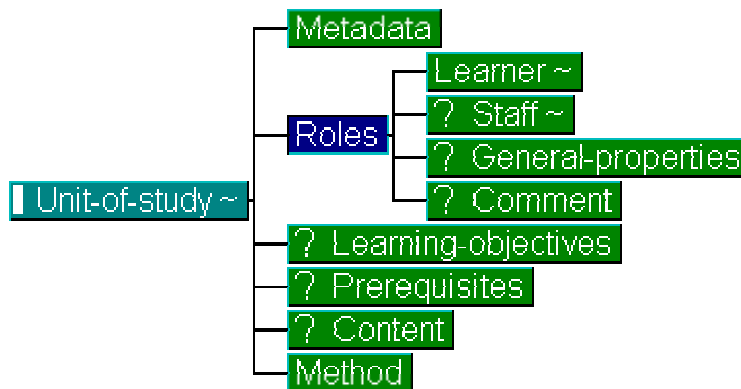 Metadata
Learner ~
? Staff ~
Roles
? General-properties
Unit-of-study ~
? Comment
? Learning-objectives
? Prerequisites
? Content
Method